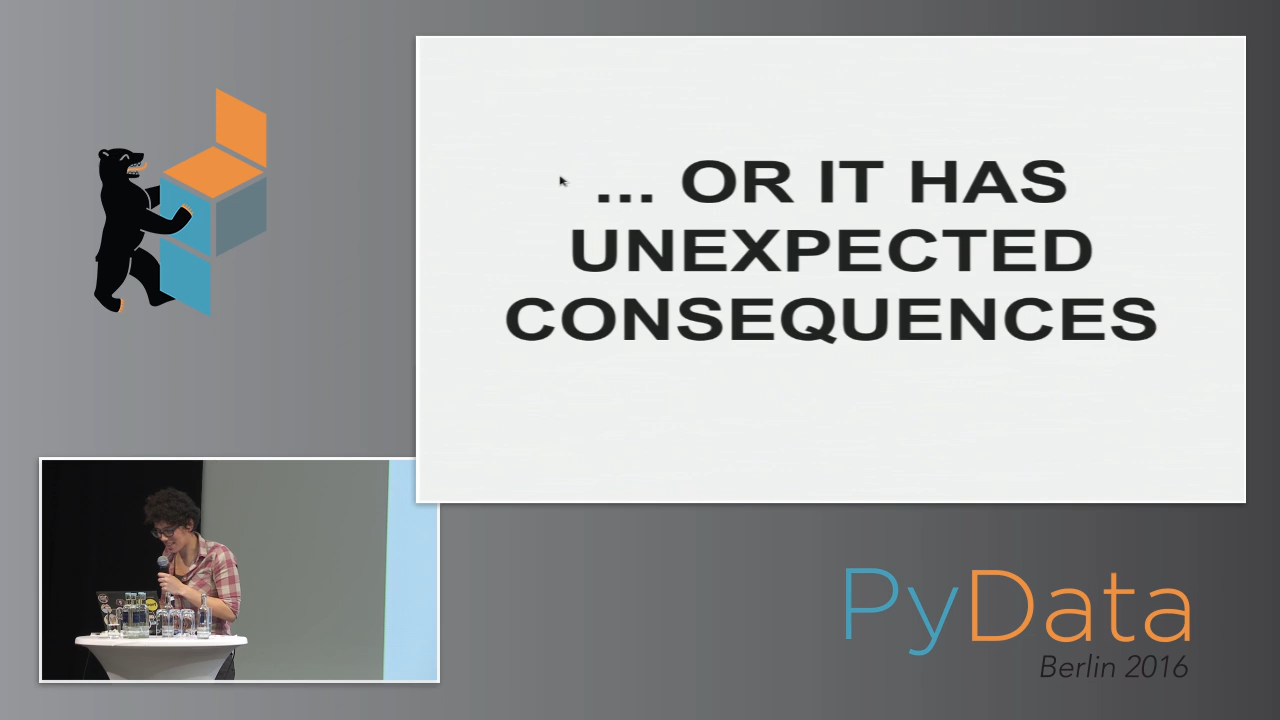 ... OR IT HAS
UNEXPECTED
CONSEQUENCES
PyData
Berlin 2016